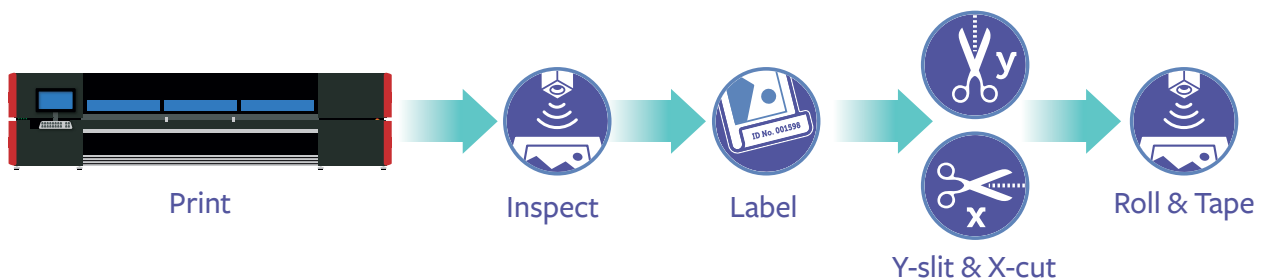 Print
Inspect
ID No. 001598
Label
y
x
Y-slit & X-cut
Roll & Tape